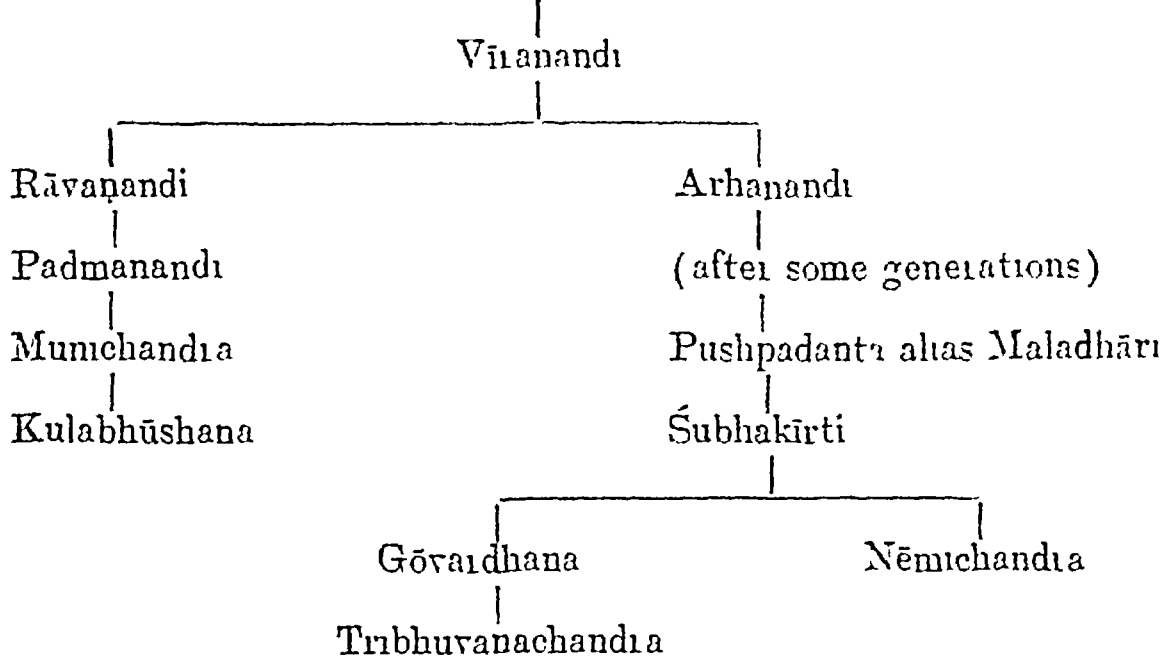 Vīranandi
Rāvaṇandi Arhanandi
Padmanandi (after some generations)
Munichandra Pushpadanta alias Maladhāri
Kulabhūshana Śubhakīrti
Gōvardhana Nēmichandra
Tribhuvanachandra